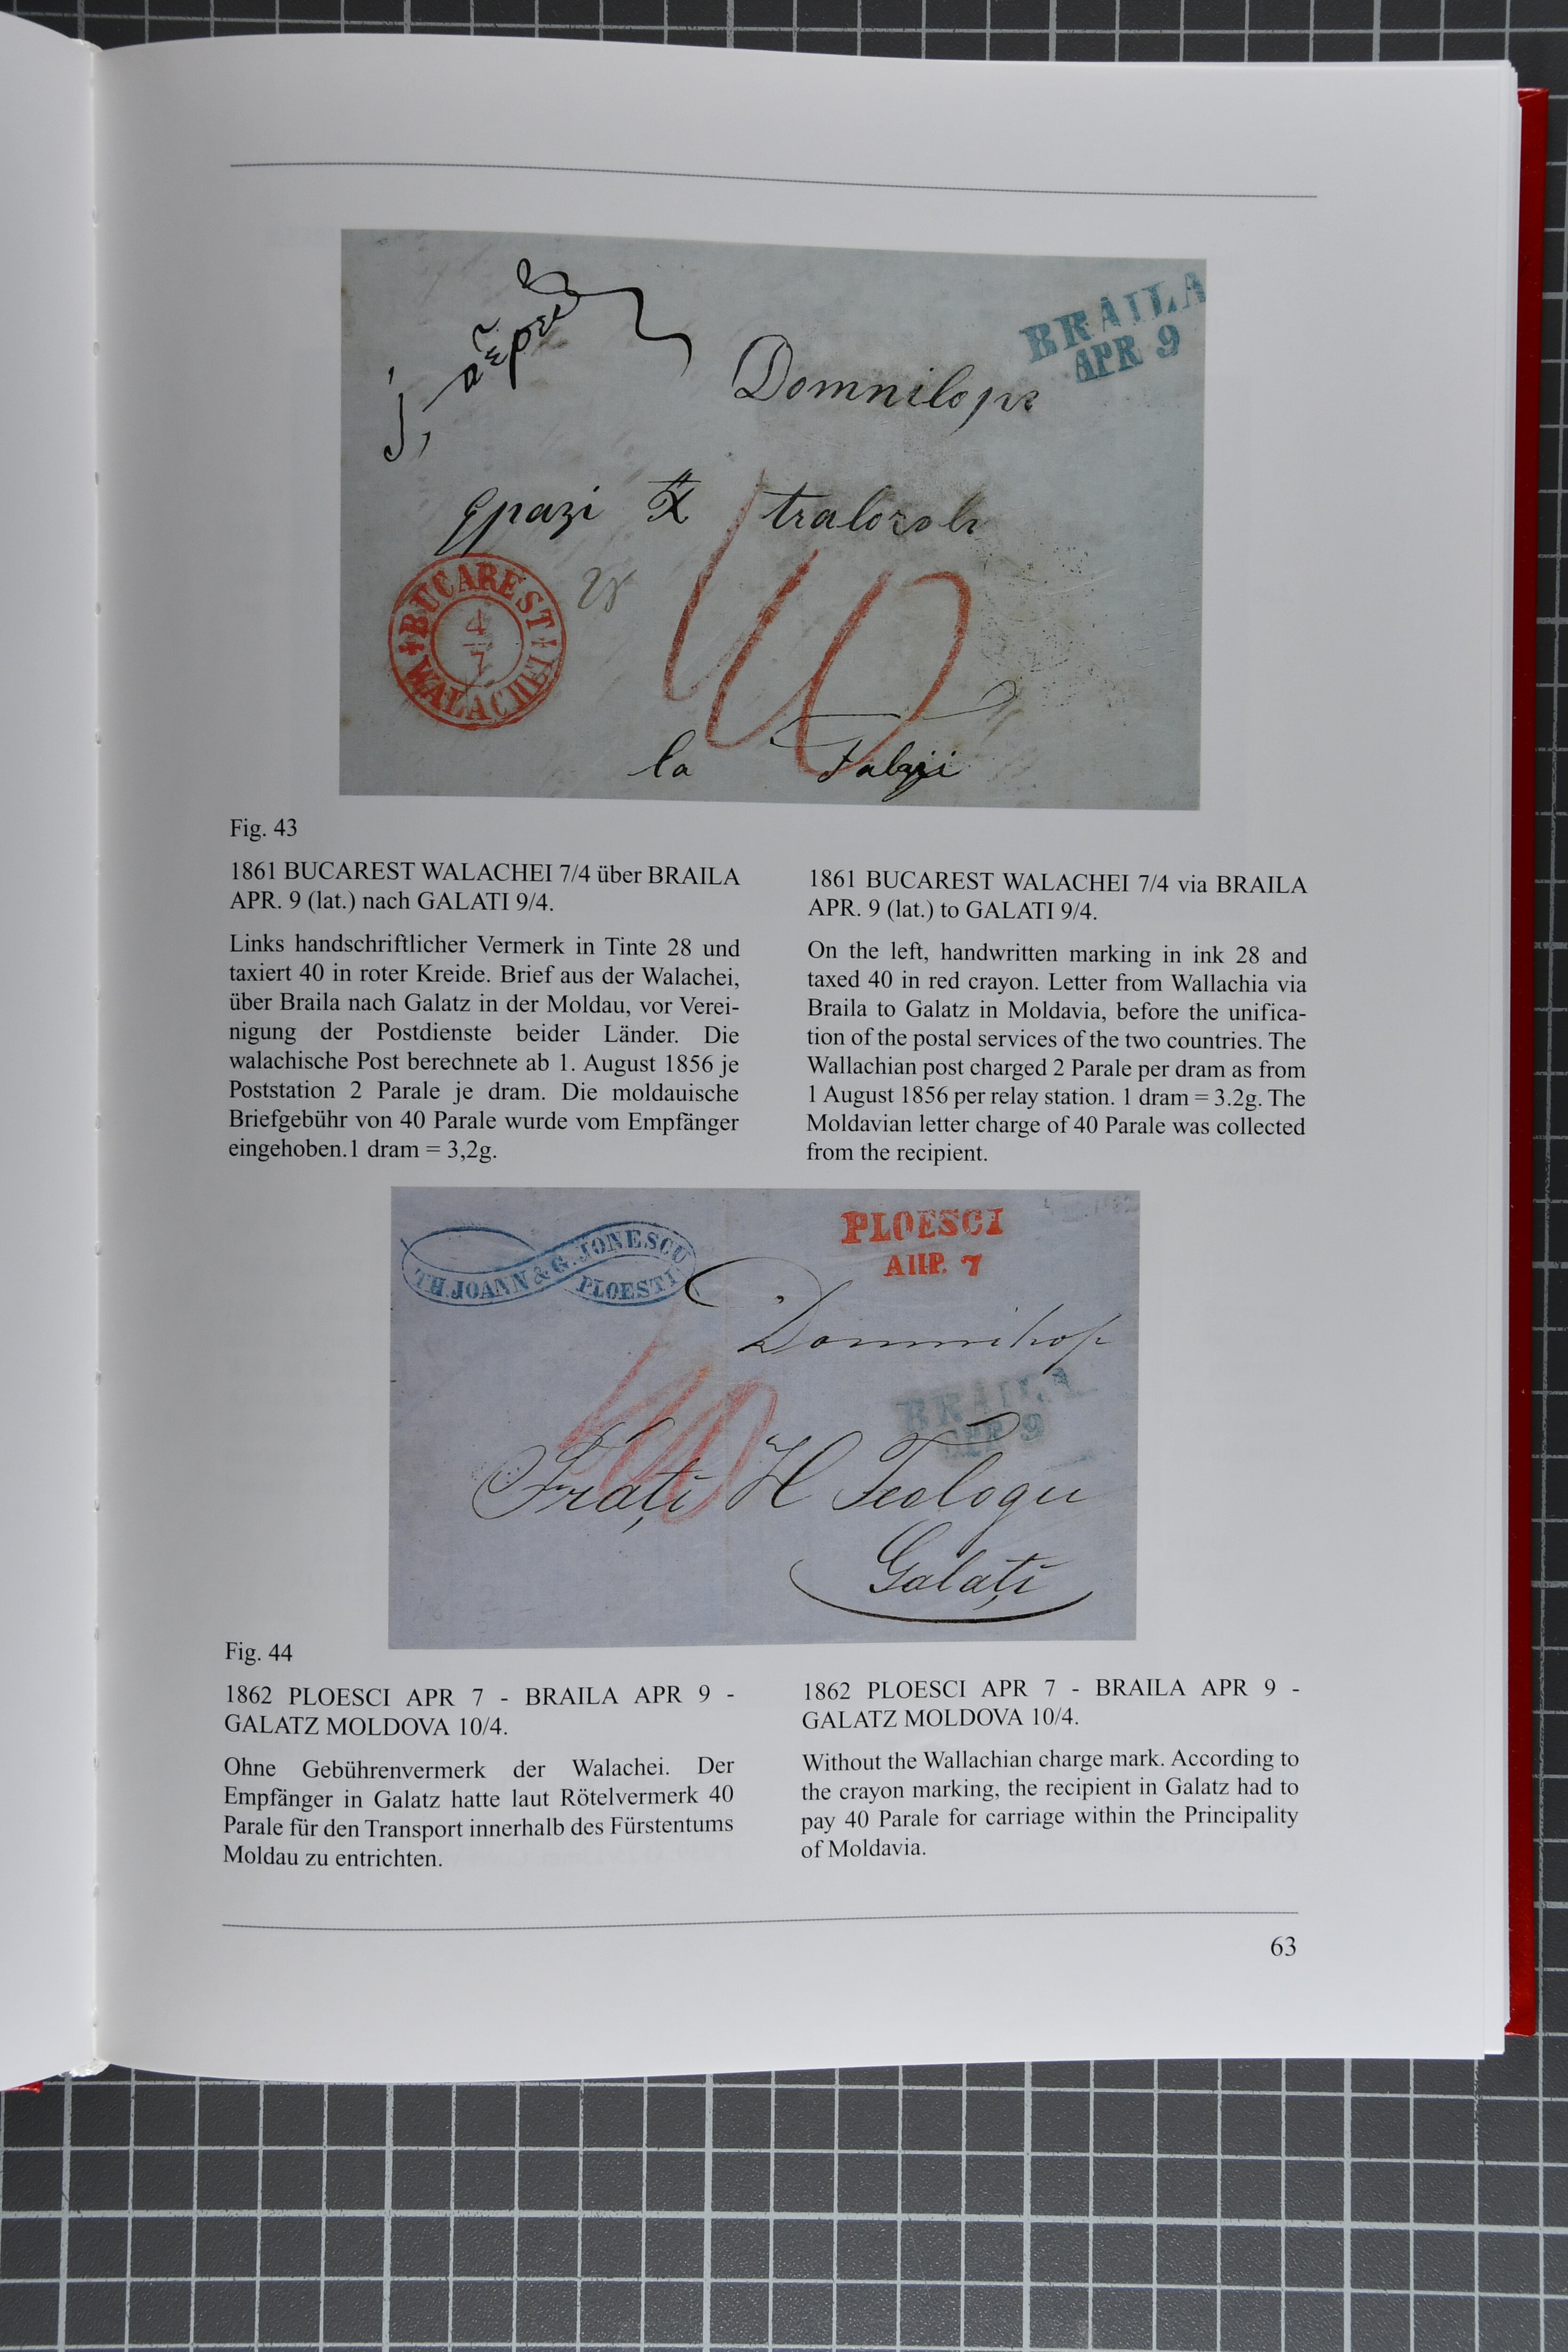 BRAILA
APR 9
Domnilopƨ
la
BUCAREST
4
7
WALACHEI
28
40
Fig. 43
1861 BUCAREST WALACHEI 7/4 über BRAILA
APR. 9 (lat.) nach GALATI 9/4.
Links handschriftlicher Vermerk in Tinte 28 und
taxiert 40 in roter Kreide. Brief aus der Walachei,
über Braila nach Galatz in der Moldau, vor Verei-
nigung der Postdienste beider Länder. Die
walachische Post berechnete ab 1. August 1856 je
Poststation 2 Parale je dram. Die moldauische
Briefgebühr von 40 Parale wurde vom Empfänger
eingehoben.1 dram = 3,2g.
1861 BUCAREST WALACHEI 7/4 via BRAILA
APR. 9 (lat.) to GALATI 9/4.
On the left, handwritten marking in ink 28 and
taxed 40 in red crayon. Letter from Wallachia via
Braila to Galatz in Moldavia, before the unifica-
tion of the postal services of the two countries. The
Wallachian post charged 2 Parale per dram as from
1 August 1856 per relay station. 1 dram = 3.2g. The
Moldavian letter charge of 40 Parale was collected
from the recipient.
TH. JOANN & G. JONESCU
PLOESTI
PLOESCI
AПP. 7
Domnilor
BRAILA
APR 9
40
Frați H Teologu
Galați
Fig. 44
1862 PLOESCI APR 7 - BRAILA APR 9 -
GALATZ MOLDOVA 10/4.
Ohne Gebührenvermerk der Walachei. Der
Empfänger in Galatz hatte laut Rötelvermerk 40
Parale für den Transport innerhalb des Fürstentums
Moldau zu entrichten.
1862 PLOESCI APR 7 - BRAILA APR 9 -
GALATZ MOLDOVA 10/4.
Without the Wallachian charge mark. According to
the crayon marking, the recipient in Galatz had to
pay 40 Parale for carriage within the Principality
of Moldavia.
63